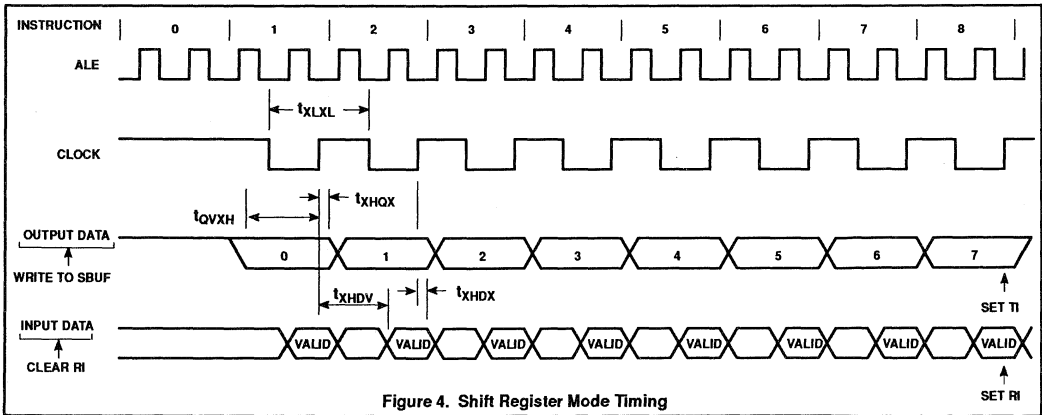 INSTRUCTION | 0 | 1 | 2 | 3 | 4 | 5 | 6 | 7 | 8 |
ALE
tXLXL
CLOCK
tXHQX
tQVXH
OUTPUT DATA
0 1 2 3 4 5 6 7
WRITE TO SBUF
tXHDV
tXHDX
SET TI
INPUT DATA
VALID VALID VALID VALID VALID VALID VALID VALID
CLEAR RI
SET RI
Figure 4. Shift Register Mode Timing